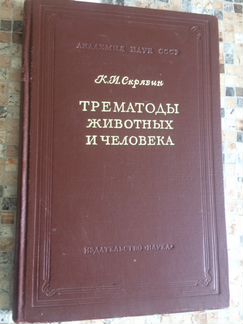 АКАДЕМИЯ НАУК СССР
К.И.Скрябин
ТРЕМАТОДЫ
ЖИВОТНЫХ
И ЧЕЛОВЕКА
ИЗДАТЕЛЬСТВО «НАУКА»